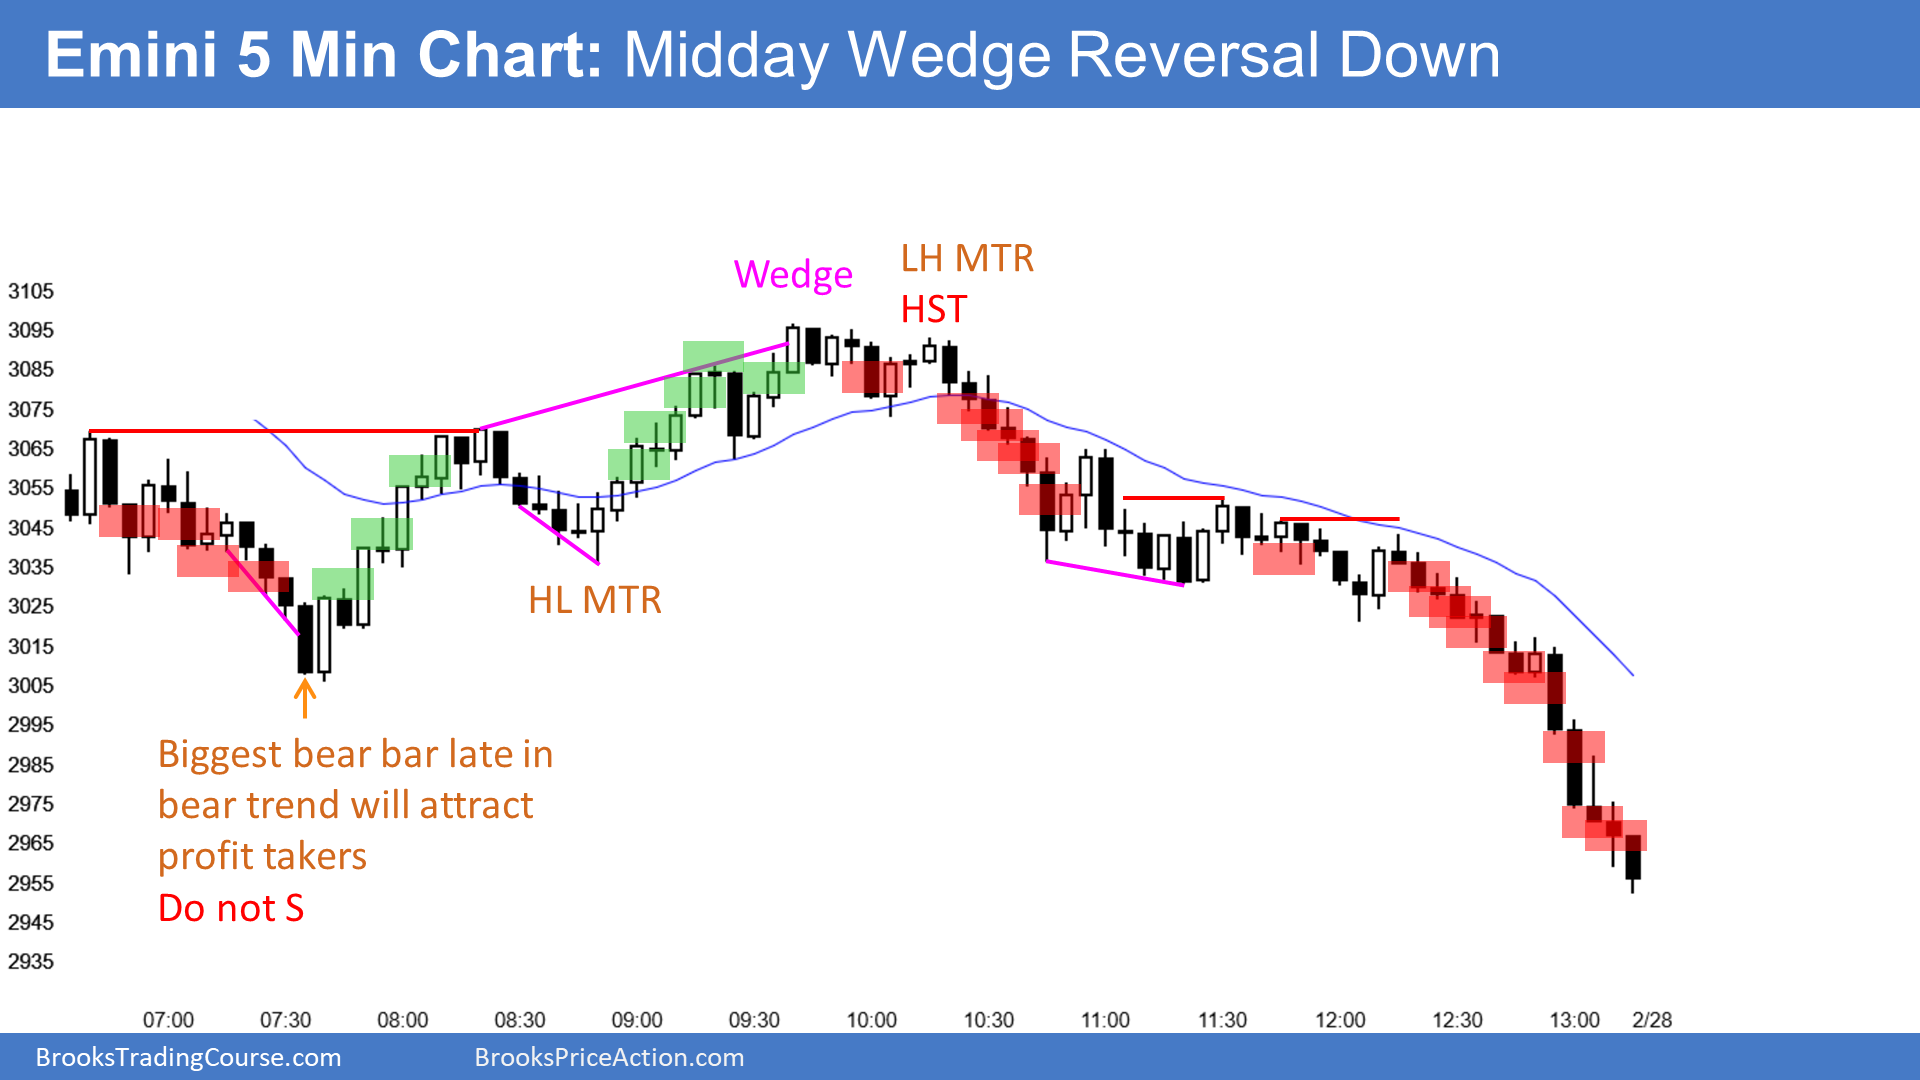 Emini 5 Min Chart: Midday Wedge Reversal Down
LH MTR
Wedge
HST
3105
3095
3085
3075
3065
3055
3045
3035
3025
3015
3005
2995
2985
2975
2965
2955
2945
2935
HL MTR
Biggest bear bar late in
bear trend will attract
profit takers
Do not S
07:00 07:30 08:00 08:30 09:00 09:30 10:00 10:30 11:00 11:30 12:00 12:30 13:00 2/28
BrooksTradingCourse.com BrooksPriceAction.com